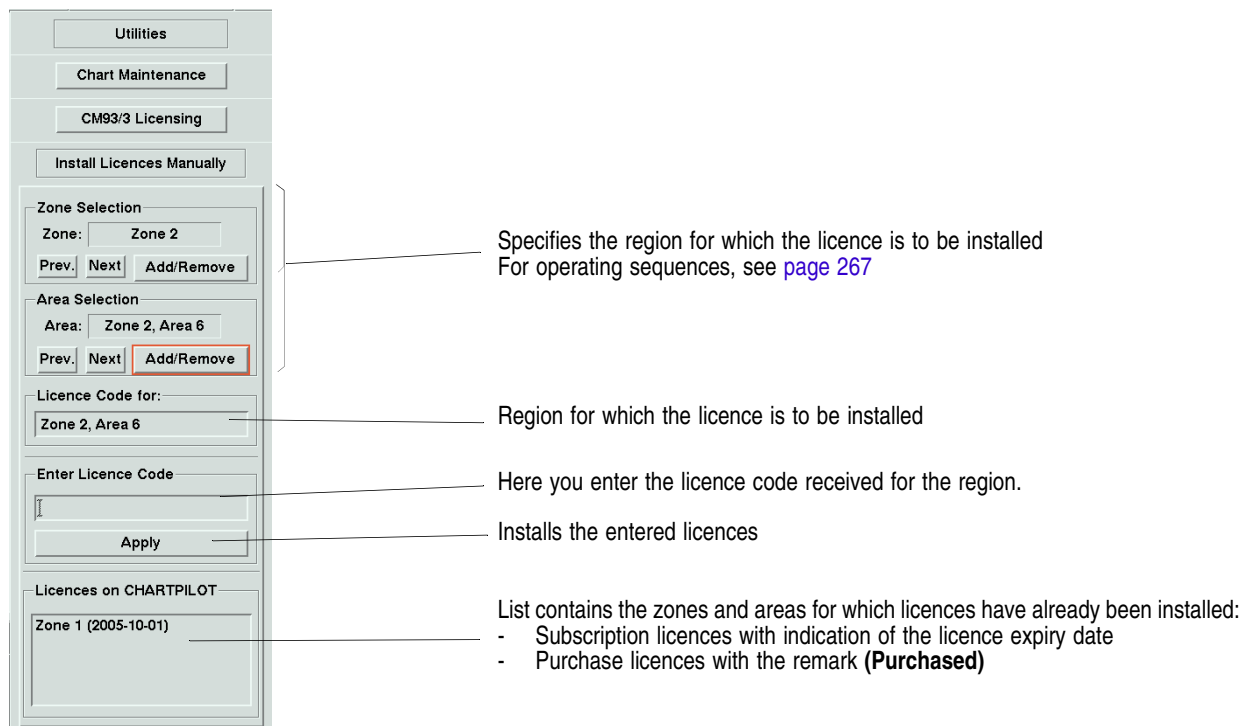 Utilities
Chart Maintenance
CM93/3 Licensing
Install Licences Manually
Zone Selection
Zone: Zone 2
Prev. Next Add/Remove
Area Selection
Area: Zone 2, Area 6
Prev. Next Add/Remove
Licence Code for:
Zone 2, Area 6
Enter Licence Code
Apply
Licences on CHARTPILOT
Zone 1 (2005-10-01)
Specifies the region for which the licence is to be installed
For operating sequences, see page 267
Region for which the licence is to be installed
Here you enter the licence code received for the region.
Installs the entered licences
List contains the zones and areas for which licences have already been installed:
- Subscription licences with indication of the licence expiry date
- Purchase licences with the remark (Purchased)